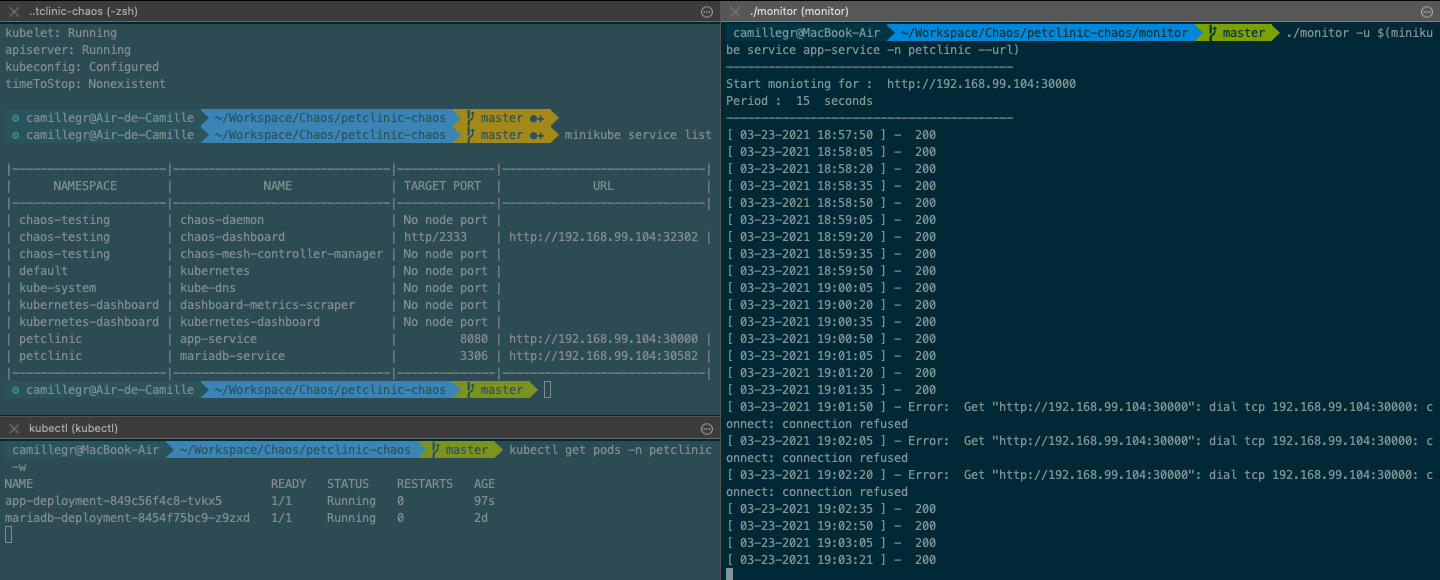 ..tclinic-chaos (-zsh)
kubelet: Running
apiserver: Running
kubeconfig: Configured
timeToStop: Nonexistent
camillegr@Air-de-Camille ~/Workspace/Chaos/petclinic-chaos master ●+
camillegr@Air-de-Camille ~/Workspace/Chaos/petclinic-chaos master ●+ minikube service list
|----------------------|-------------------------------|--------------|-----------------------------|
| NAMESPACE | NAME | TARGET PORT | URL |
|----------------------|-------------------------------|--------------|-----------------------------|
| chaos-testing | chaos-daemon | No node port |
| chaos-testing | chaos-dashboard | http/2333 | http://192.168.99.104:32302 |
| chaos-testing | chaos-mesh-controller-manager | No node port |
| default | kubernetes | No node port |
| kube-system | kube-dns | No node port |
| kubernetes-dashboard | dashboard-metrics-scraper | No node port |
| kubernetes-dashboard | kubernetes-dashboard | No node port |
| petclinic | app-service | 8080 | http://192.168.99.104:30000 |
| petclinic | mariadb-service | 3306 | http://192.168.99.104:30582 |
|----------------------|-------------------------------|--------------|-----------------------------|
camillegr@Air-de-Camille ~/Workspace/Chaos/petclinic-chaos master
kubectl (kubectl)
camillegr@MacBook-Air ~/Workspace/Chaos/petclinic-chaos master kubectl get pods -n petclinic
-w
NAME READY STATUS RESTARTS AGE
app-deployment-849c56f4c8-tvkx5 1/1 Running 0 97s
mariadb-deployment-8454f75bc9-z9zxd 1/1 Running 0 2d
./monitor (monitor)
camillegr@MacBook-Air ~/Workspace/Chaos/petclinic-chaos/monitor master ./monitor -u $(miniku
be service app-service -n petclinic --url)
-----------------------------------------
Start monioting for : http://192.168.99.104:30000
Period : 15 seconds
-----------------------------------------
[ 03-23-2021 18:57:50 ] - 200
[ 03-23-2021 18:58:05 ] - 200
[ 03-23-2021 18:58:20 ] - 200
[ 03-23-2021 18:58:35 ] - 200
[ 03-23-2021 18:58:50 ] - 200
[ 03-23-2021 18:59:05 ] - 200
[ 03-23-2021 18:59:20 ] - 200
[ 03-23-2021 18:59:35 ] - 200
[ 03-23-2021 18:59:50 ] - 200
[ 03-23-2021 19:00:05 ] - 200
[ 03-23-2021 19:00:20 ] - 200
[ 03-23-2021 19:00:35 ] - 200
[ 03-23-2021 19:00:50 ] - 200
[ 03-23-2021 19:01:05 ] - 200
[ 03-23-2021 19:01:20 ] - 200
[ 03-23-2021 19:01:35 ] - 200
[ 03-23-2021 19:01:50 ] - Error: Get "http://192.168.99.104:30000": dial tcp 192.168.99.104:30000: c
onnect: connection refused
[ 03-23-2021 19:02:05 ] - Error: Get "http://192.168.99.104:30000": dial tcp 192.168.99.104:30000: c
onnect: connection refused
[ 03-23-2021 19:02:20 ] - Error: Get "http://192.168.99.104:30000": dial tcp 192.168.99.104:30000: c
onnect: connection refused
[ 03-23-2021 19:02:35 ] - 200
[ 03-23-2021 19:02:50 ] - 200
[ 03-23-2021 19:03:05 ] - 200
[ 03-23-2021 19:03:21 ] - 200